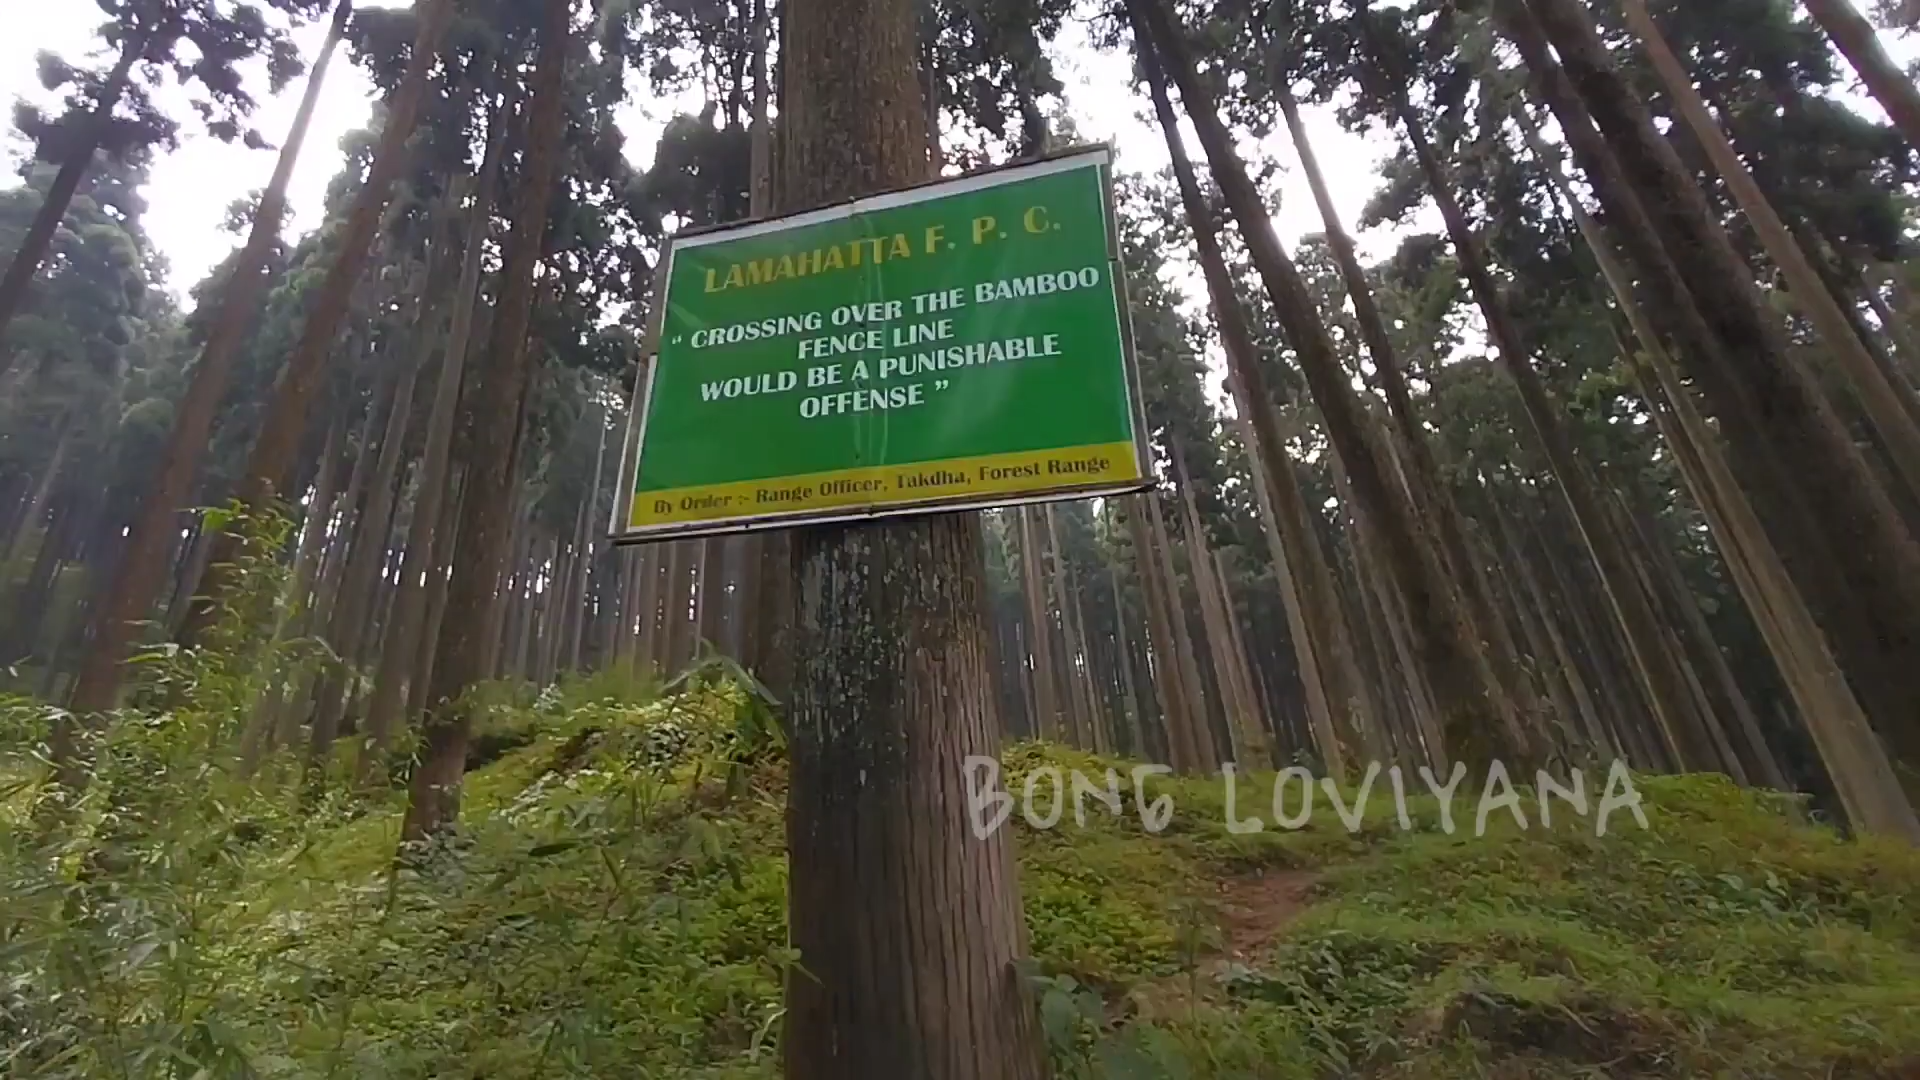 LAMAHATTA F. P. C.
“ CROSSING OVER THE BAMBOO
FENCE LINE
WOULD BE A PUNISHABLE
OFFENSE ”
By Order :- Range Officer, Takdha, Forest Range
BONG LOVIYANA